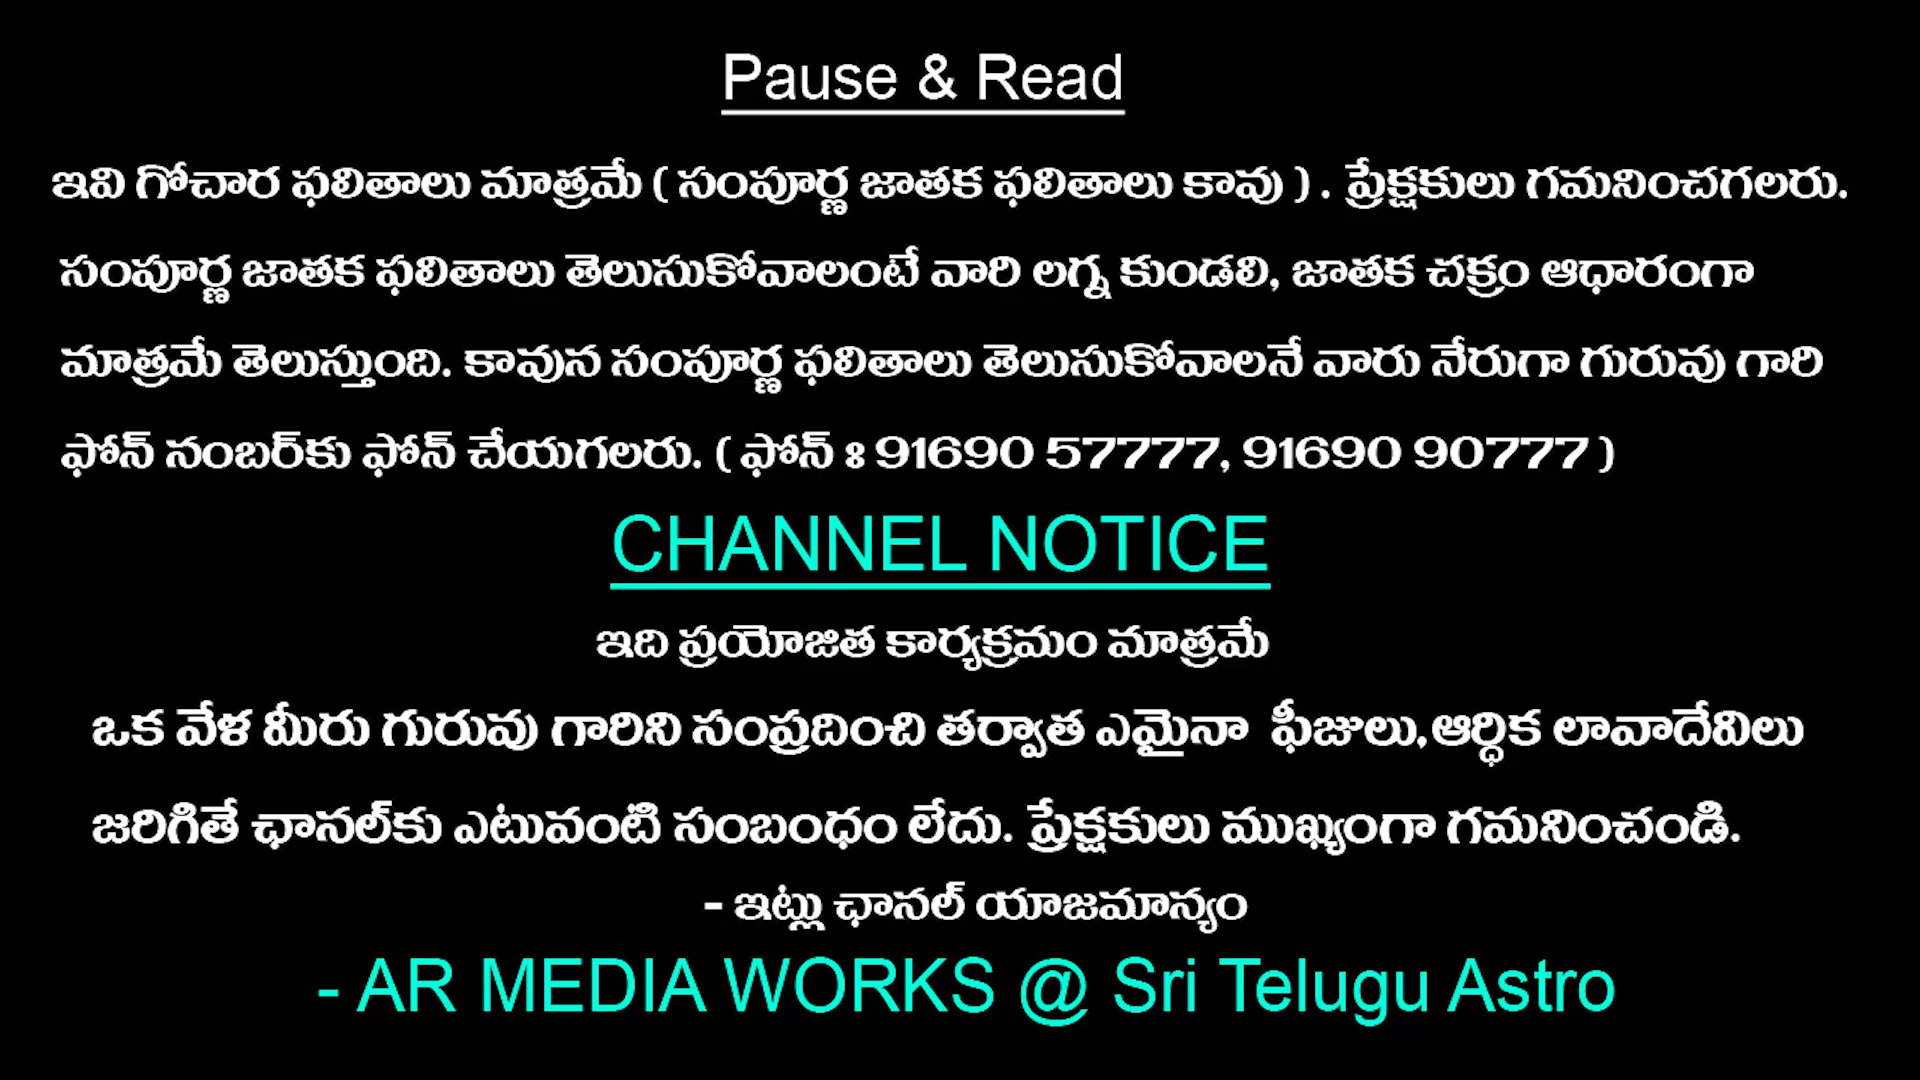 Pause & Read
ఇవి గోచార ఫలితాలు మాత్రమే ( సంపూర్ణ జాతక ఫలితాలు కావు ) . ప్రేక్షకులు గమనించగలరు.
సంపూర్ణ జాతక ఫలితాలు తెలుసుకోవాలంటే వారి లగ్న కుండలి, జాతక చక్రం ఆధారంగా
మాత్రమే తెలుస్తుంది. కావున సంపూర్ణ ఫలితాలు తెలుసుకోవాలనే వారు నేరుగా గురువు గారి
ఫోన్ నంబర్‌కు ఫోన్ చేయగలరు. ( ఫోన్ : 91690 57777, 91690 90777 )
CHANNEL NOTICE
ఇది ప్రయోజిత కార్యక్రమం మాత్రమే
ఒక వేళ మీరు గురువు గారిని సంప్రదించి తర్వాత ఎమైనా ఫీజులు,ఆర్ధిక లావాదేవిలు
జరిగితే ఛానల్‌కు ఎటువంటి సంబంధం లేదు. ప్రేక్షకులు ముఖ్యంగా గమనించండి.
- ఇట్లు ఛానల్ యాజమాన్యం
- AR MEDIA WORKS @ Sri Telugu Astro